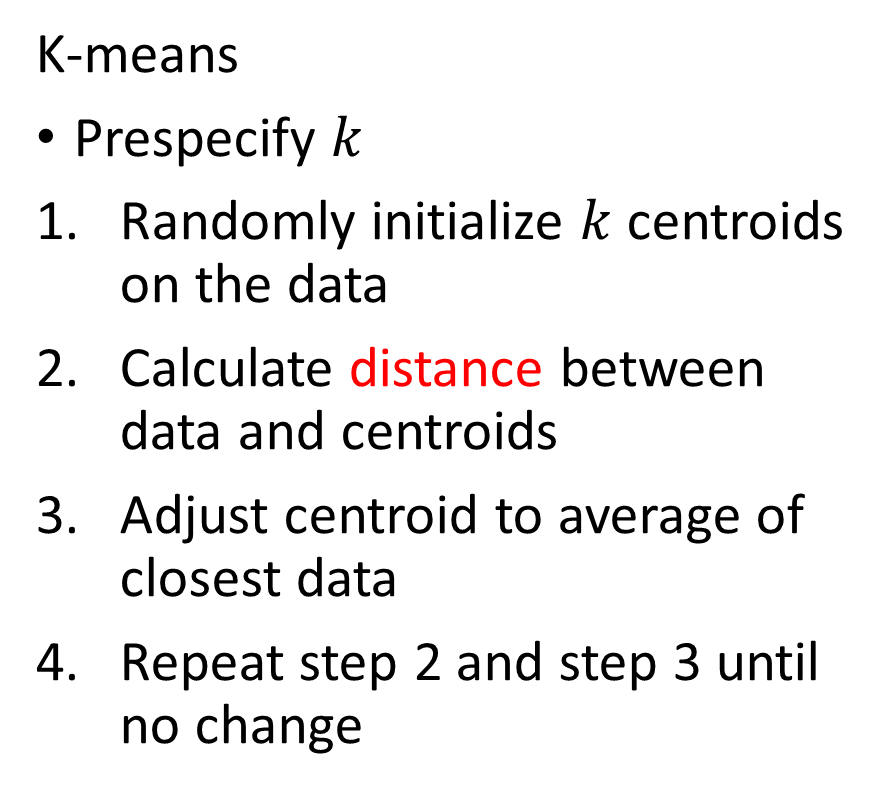 K-means
• Prespecify k
1. Randomly initialize k centroids
on the data
2. Calculate distance between
data and centroids
3. Adjust centroid to average of
closest data
4. Repeat step 2 and step 3 until
no change